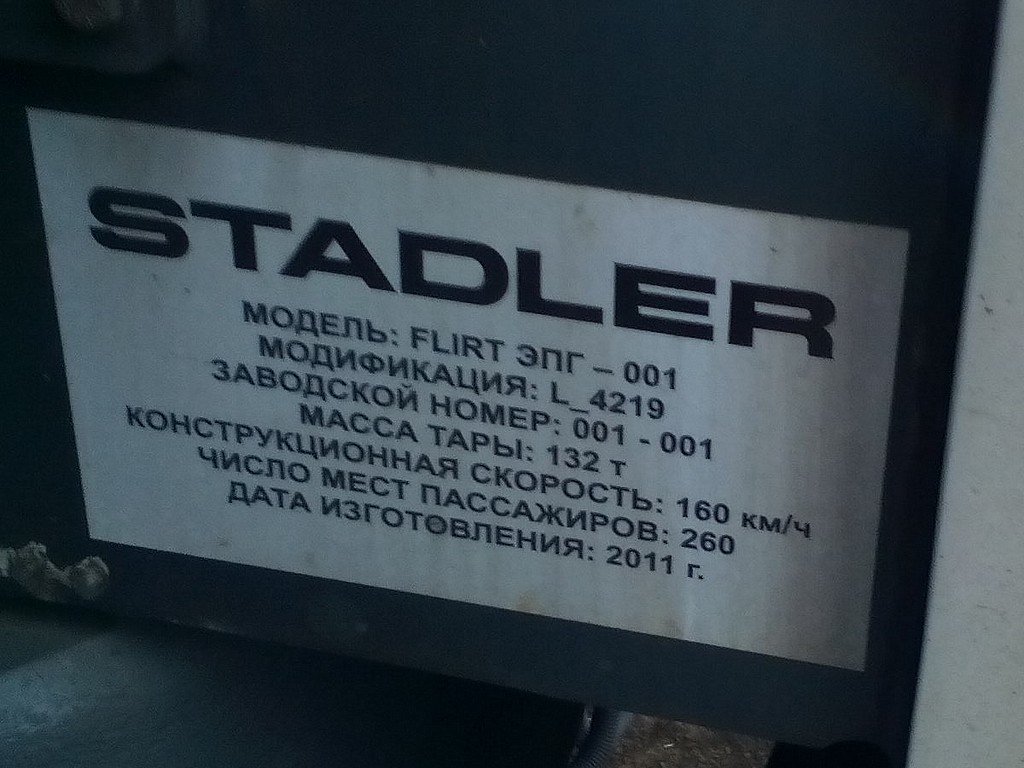 STADLER
МОДЕЛЬ: FLIRT ЭПГ – 001
МОДИФИКАЦИЯ: L_4219
ЗАВОДСКОЙ НОМЕР: 001 - 001
МАССА ТАРЫ: 132 т
КОНСТРУКЦИОННАЯ СКОРОСТЬ: 160 км/ч
ЧИСЛО МЕСТ ПАССАЖИРОВ: 260
ДАТА ИЗГОТОВЛЕНИЯ: 2011 г.